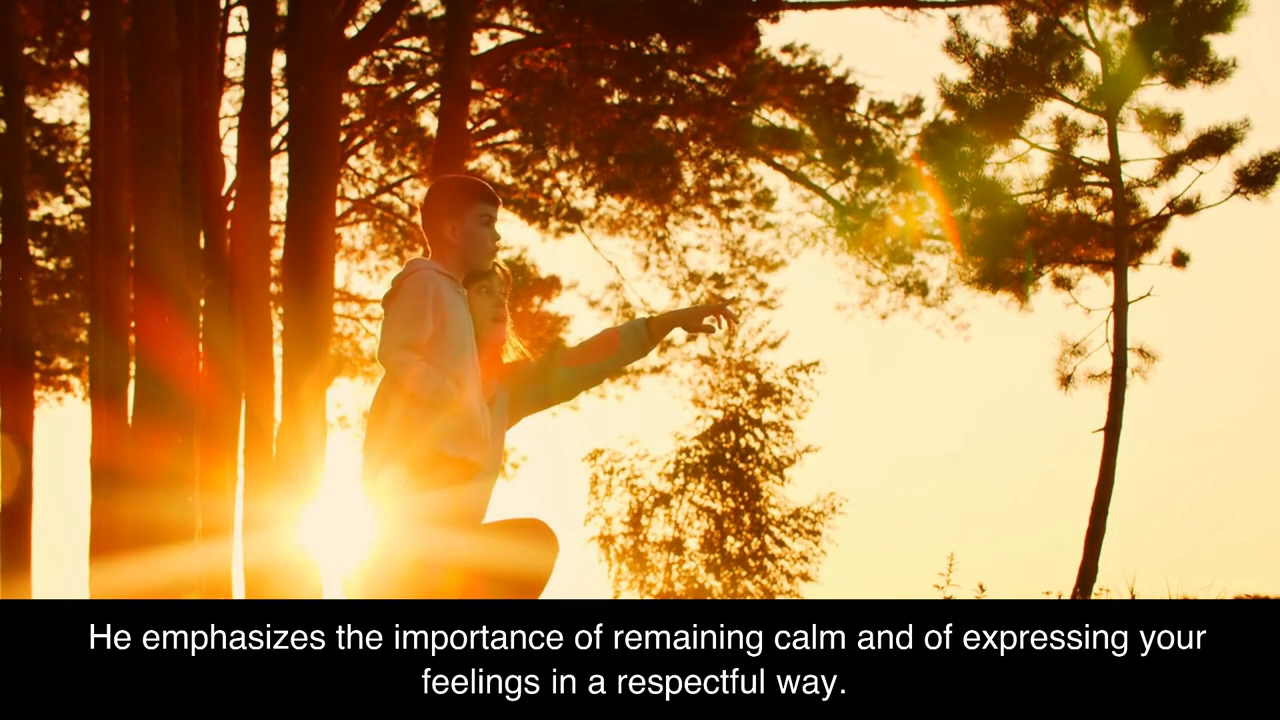 He emphasizes the importance of remaining calm and of expressing your
feelings in a respectful way.